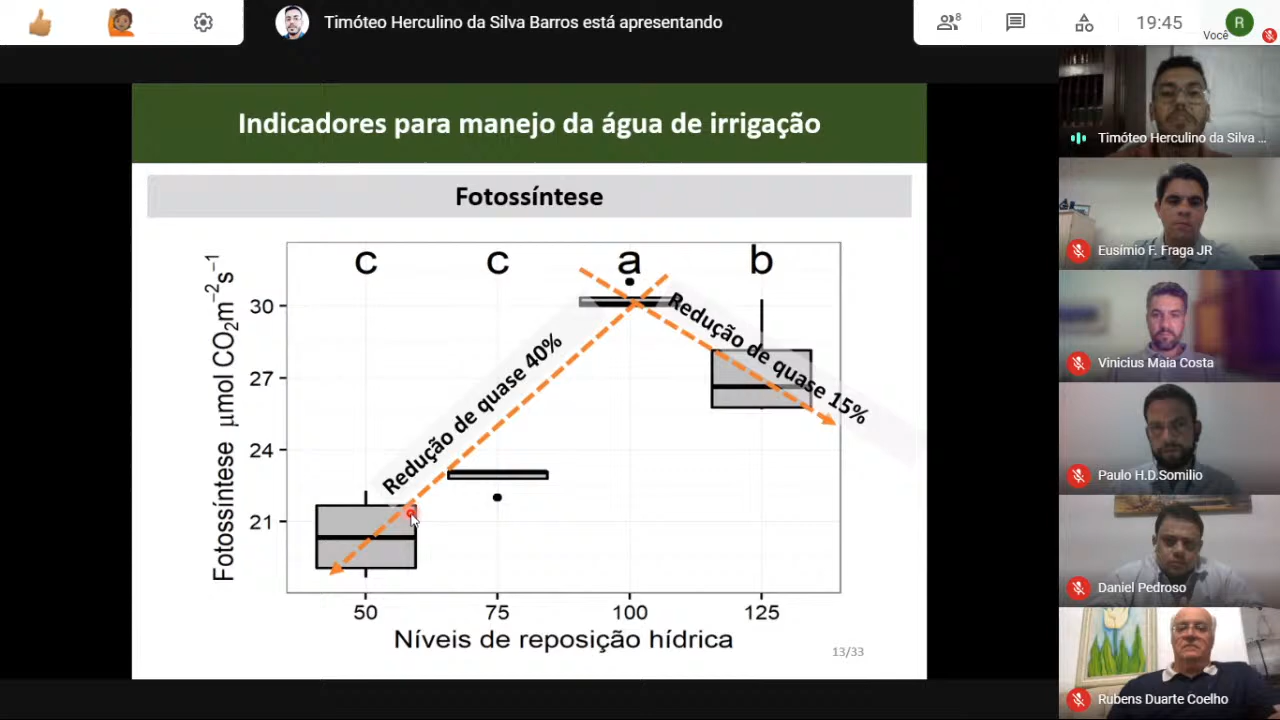 Timóteo Herculino da Silva Barros está apresentando
8
19:45
R
Você
Indicadores para manejo da água de irrigação
Fotossíntese
c c a b
Fotossíntese μmol CO₂m⁻²s⁻¹
30
27
24
21
Redução de quase 40%
Redução de quase 15%
50 75 100 125
Níveis de reposição hídrica
13/33
Timóteo Herculino da Silva ...
Eusímio F. Fraga JR
Vinicius Maia Costa
Paulo H.D.Somilio
Daniel Pedroso
Rubens Duarte Coelho